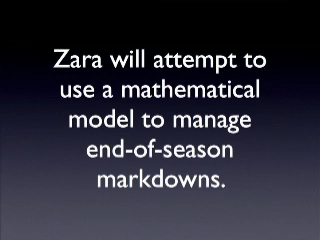 Zara will attempt to
use a mathematical
model to manage
end-of-season
markdowns.